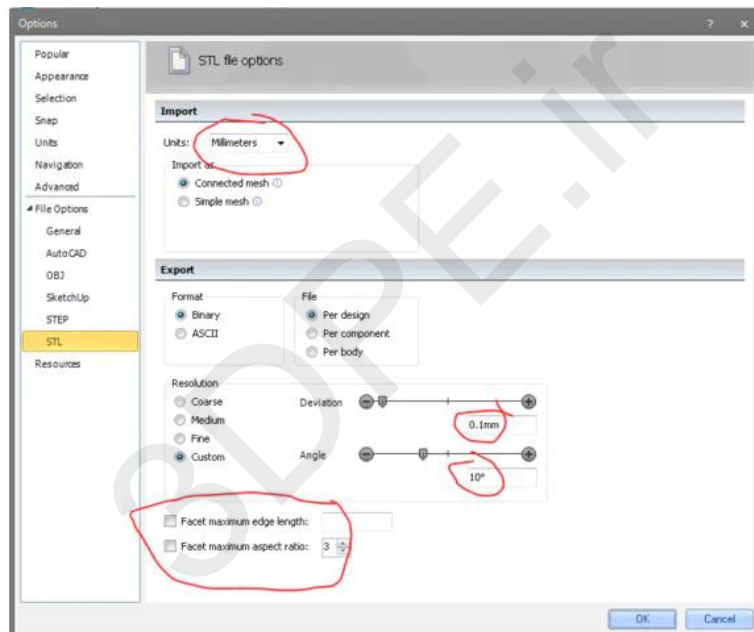 Options
?
×
Popular
Appearance
Selection
Snap
Units
Navigation
Advanced
File Options
General
AutoCAD
OBJ
SketchUp
STEP
STL
Resources
STL file options
Import
Units: Millimeters
Import as
Connected mesh
Simple mesh
Export
Format
Binary
ASCII
File
Per design
Per component
Per body
Resolution
Coarse
Medium
Fine
Custom
Deviation
0.1mm
Angle
10°
Facet maximum edge length:
Facet maximum aspect ratio: 3
OK
Cancel
3DPE.ir